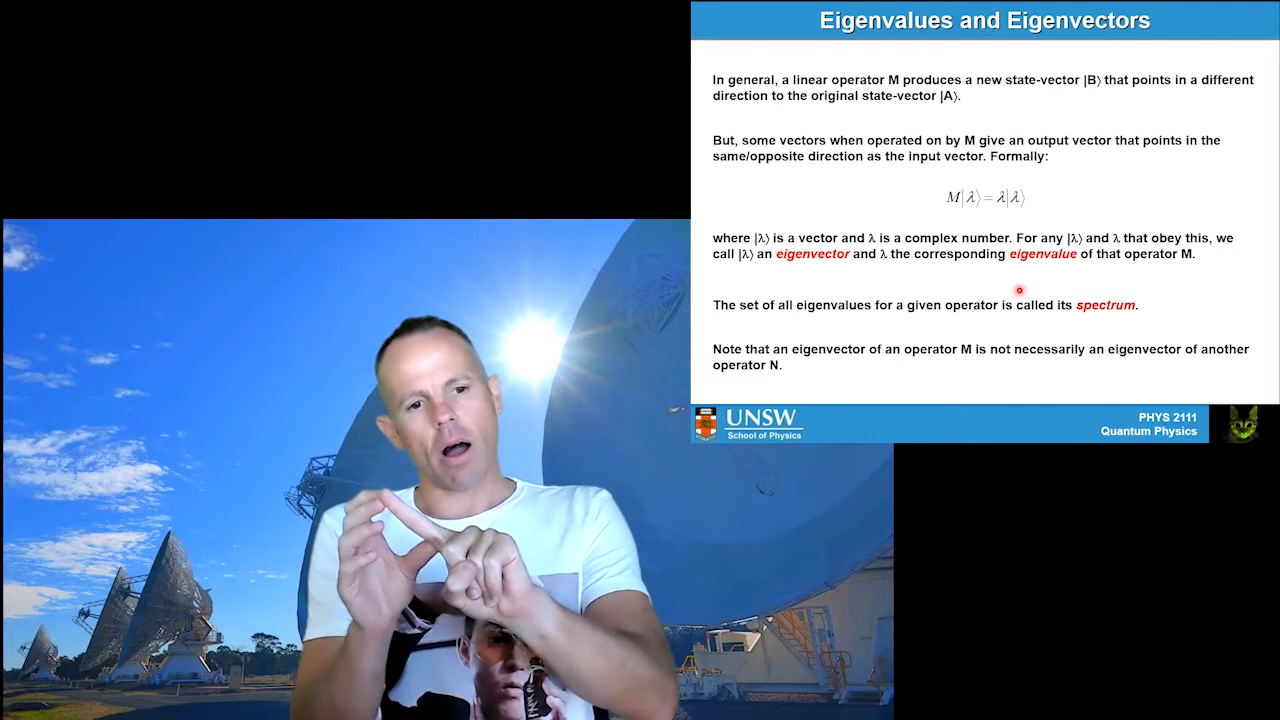 Eigenvalues and Eigenvectors
In general, a linear operator M produces a new state-vector |B⟩ that points in a different
direction to the original state-vector |A⟩.
But, some vectors when operated on by M give an output vector that points in the
same/opposite direction as the input vector. Formally:
M|λ⟩ = λ|λ⟩
where |λ⟩ is a vector and λ is a complex number. For any |λ⟩ and λ that obey this, we
call |λ⟩ an eigenvector and λ the corresponding eigenvalue of that operator M.
The set of all eigenvalues for a given operator is called its spectrum.
Note that an eigenvector of an operator M is not necessarily an eigenvector of another
operator N.
UNSW
School of Physics
PHYS 2111
Quantum Physics